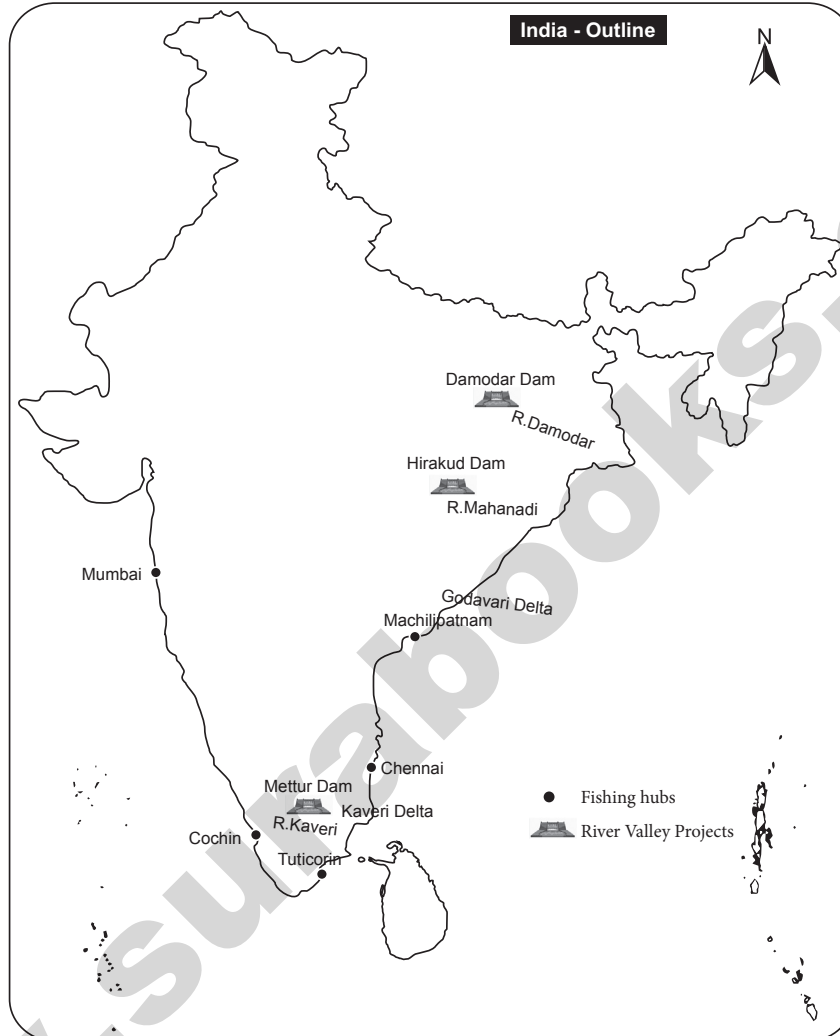 India - Outline
N
Damodar Dam
R.Damodar
Hirakud Dam
R.Mahanadi
Mumbai
Godavari Delta
Machilipatnam
Chennai
Mettur Dam
Kaveri Delta
R.Kaveri
Cochin
Tuticorin
Fishing hubs
River Valley Projects
surabooks.